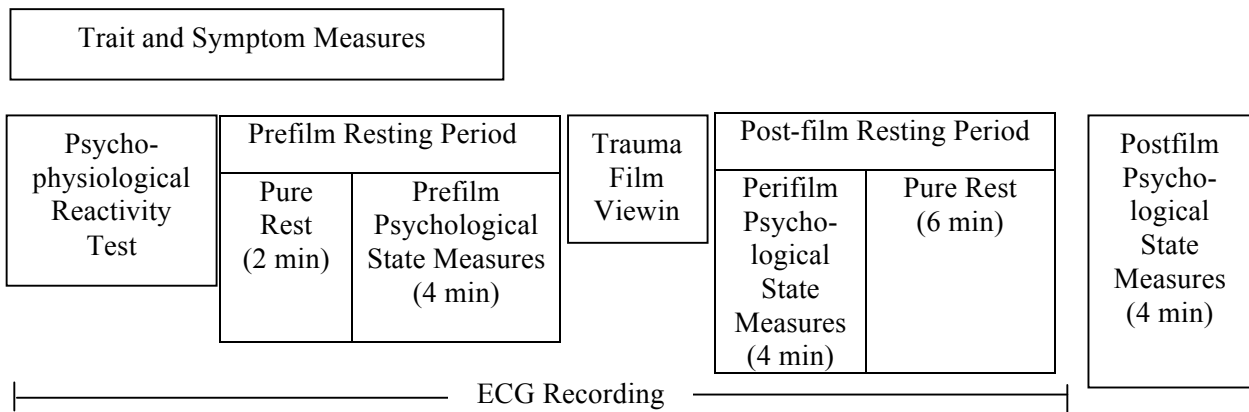 Trait and Symptom Measures
Psycho-
physiological
Reactivity
Test
Prefilm Resting Period
Pure
Rest
(2 min)
Prefilm
Psychological
State Measures
(4 min)
Trauma
Film
Viewin
Post-film Resting Period
Perifilm
Psycho-
logical
State
Measures
(4 min)
Pure Rest
(6 min)
Postfilm
Psycho-
logical
State
Measures
(4 min)
ECG Recording